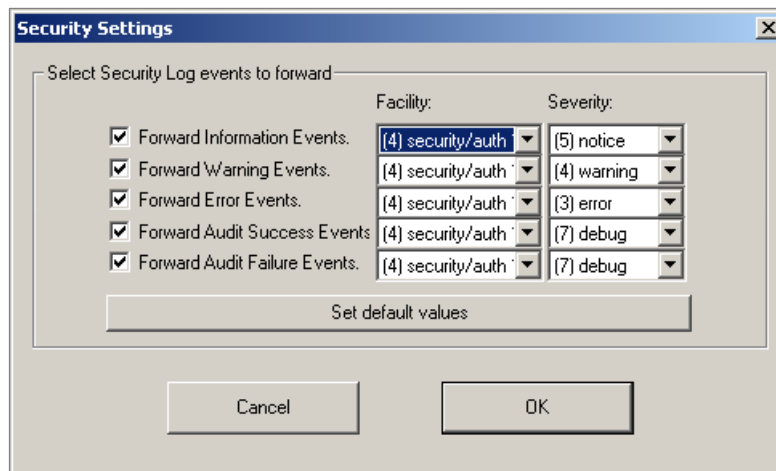 Security Settings
Select Security Log events to forward
Facility: Severity:
Forward Information Events. (4) security/auth (5) notice
Forward Warning Events. (4) security/auth (4) warning
Forward Error Events. (4) security/auth (3) error
Forward Audit Success Events (4) security/auth (7) debug
Forward Audit Failure Events. (4) security/auth (7) debug
Set default values
Cancel OK